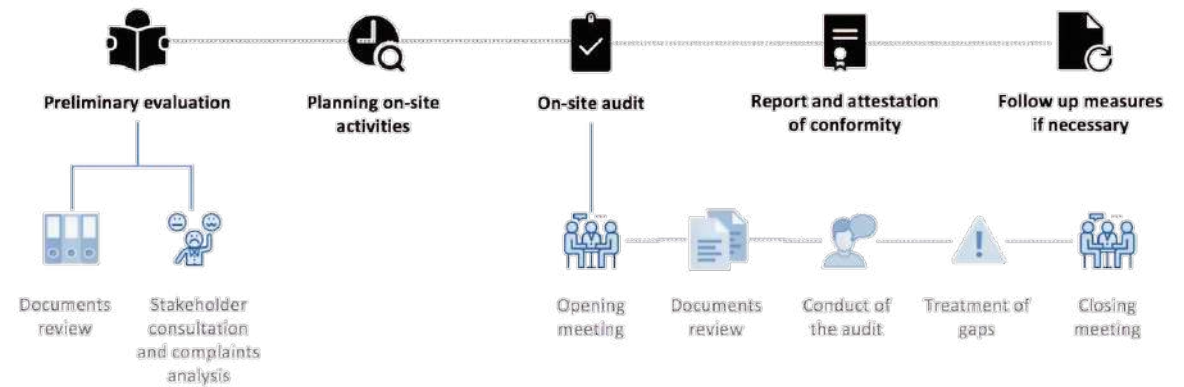 Preliminary evaluation
Planning on-site
activities
On-site audit
Report and attestation
of conformity
Follow up measures
if necessary
Documents
review
Stakeholder
consultation
and complaints
analysis
Opening
meeting
Documents
review
Conduct of
the audit
Treatment of
gaps
Closing
meeting